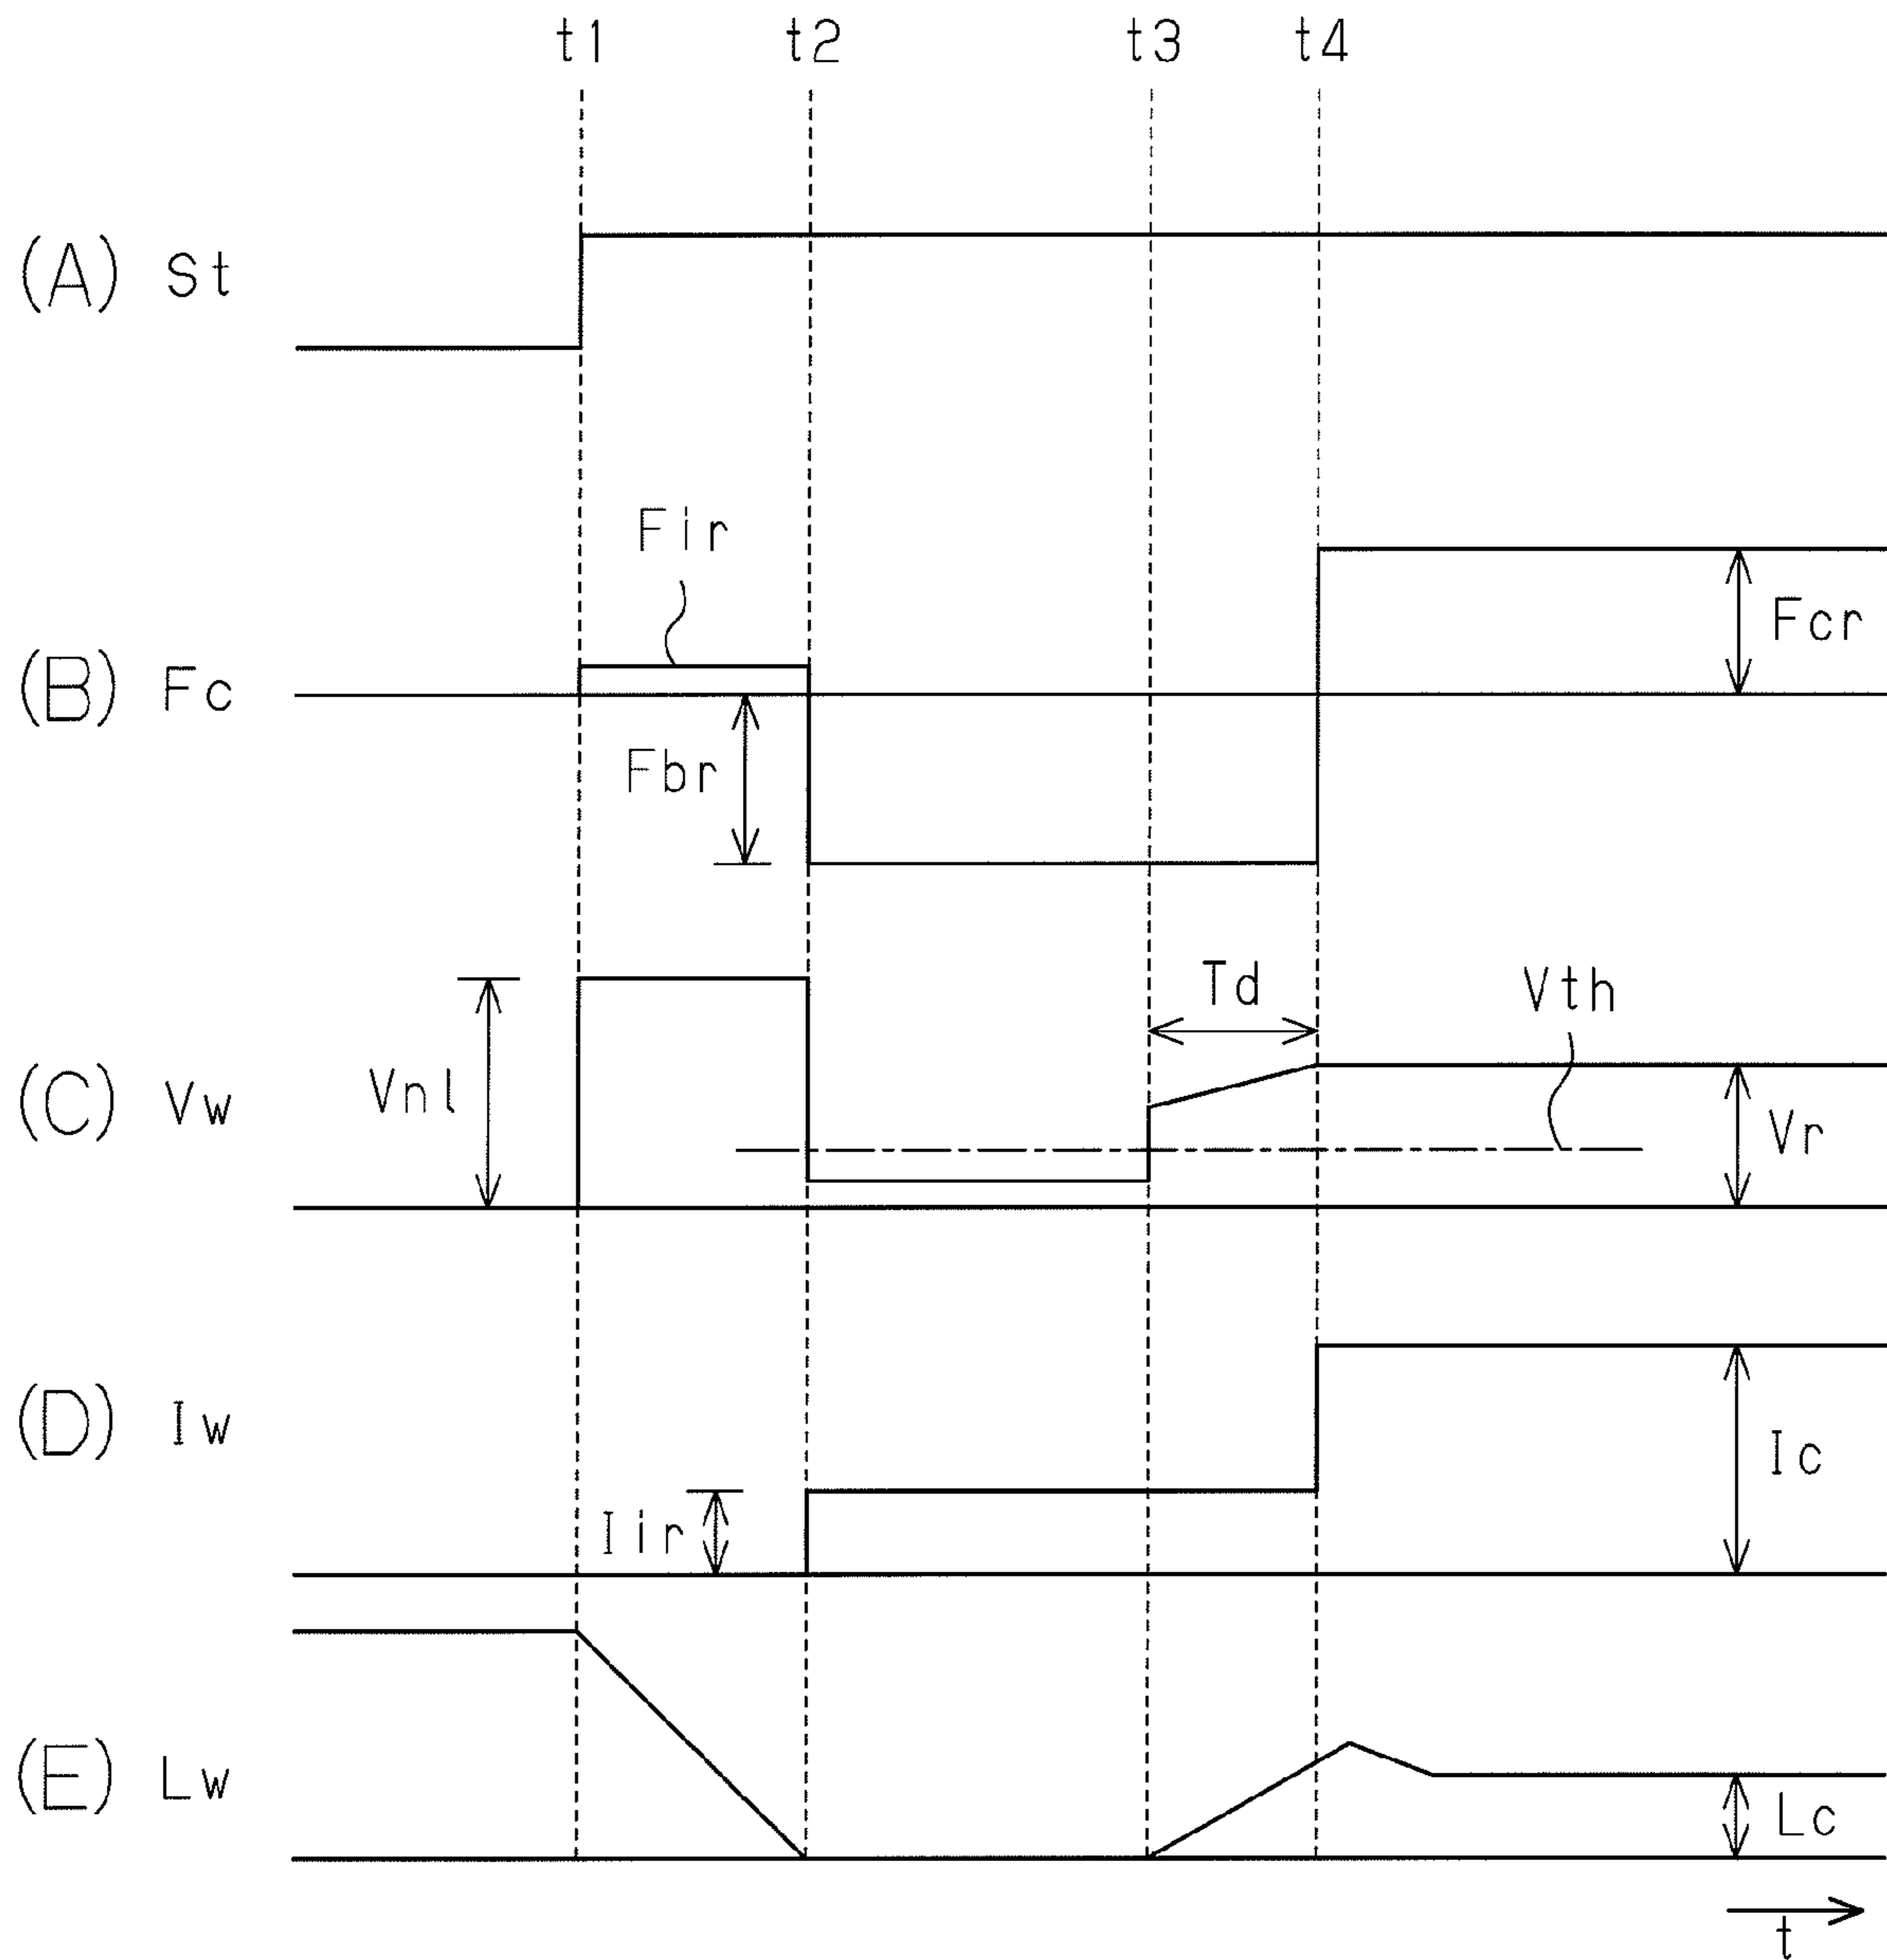 t1 t2 t3 t4
(A) St
Fir
Fcr
(B) Fc
Fbr
Td
Vth
Vnl
(C) Vw
Vr
(D) Iw
Ic
Iir
(E) Lw
Lc
t